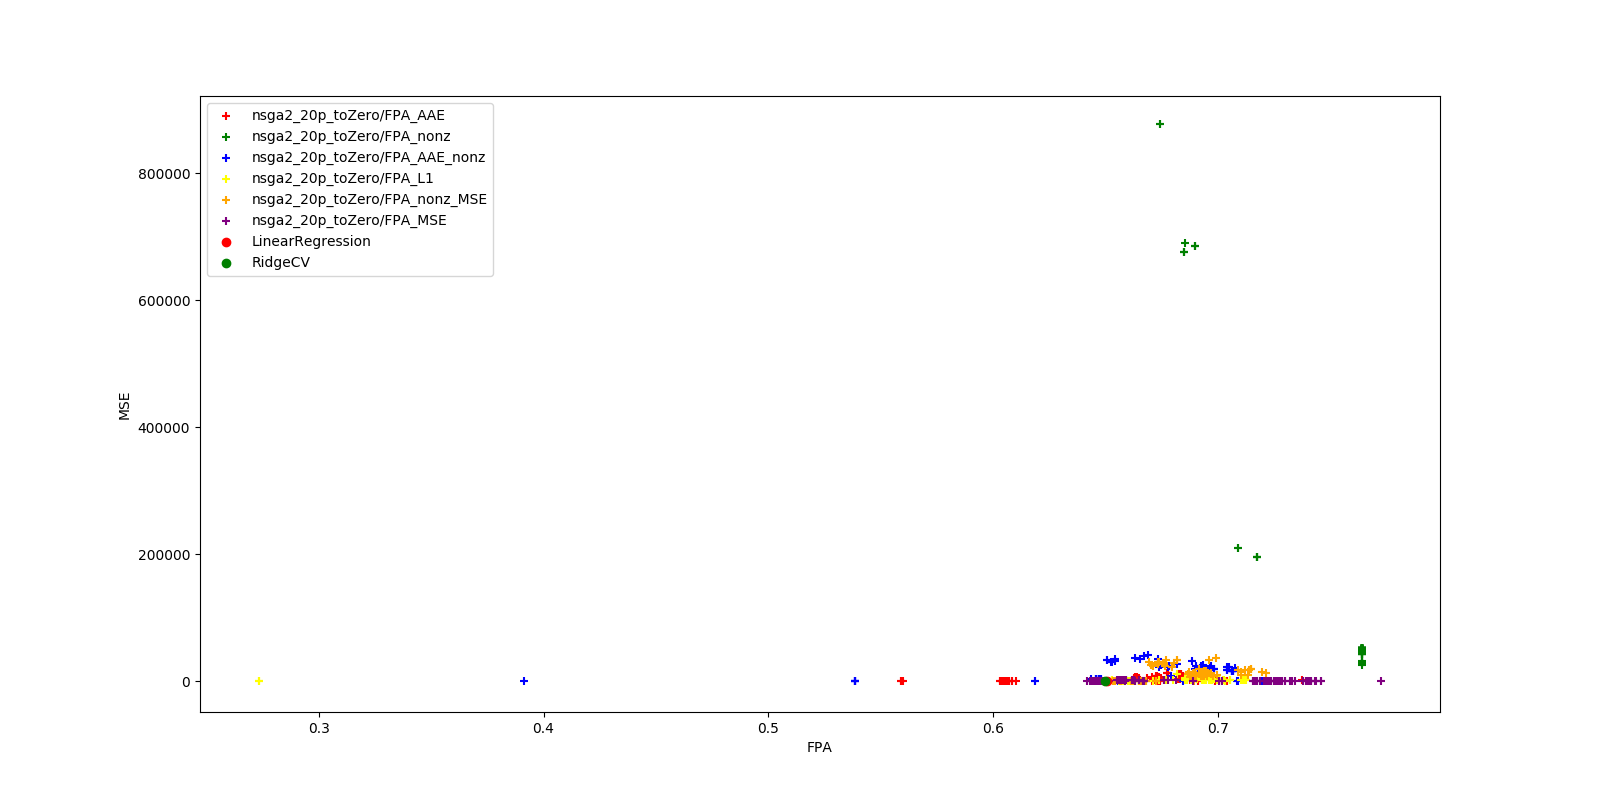 nsga2_20p_toZero/FPA_AAE
nsga2_20p_toZero/FPA_nonz
nsga2_20p_toZero/FPA_AAE_nonz
nsga2_20p_toZero/FPA_L1
nsga2_20p_toZero/FPA_nonz_MSE
nsga2_20p_toZero/FPA_MSE
LinearRegression
RidgeCV
800000
600000
400000
200000
0
MSE
0.3 0.4 0.5 0.6 0.7
FPA